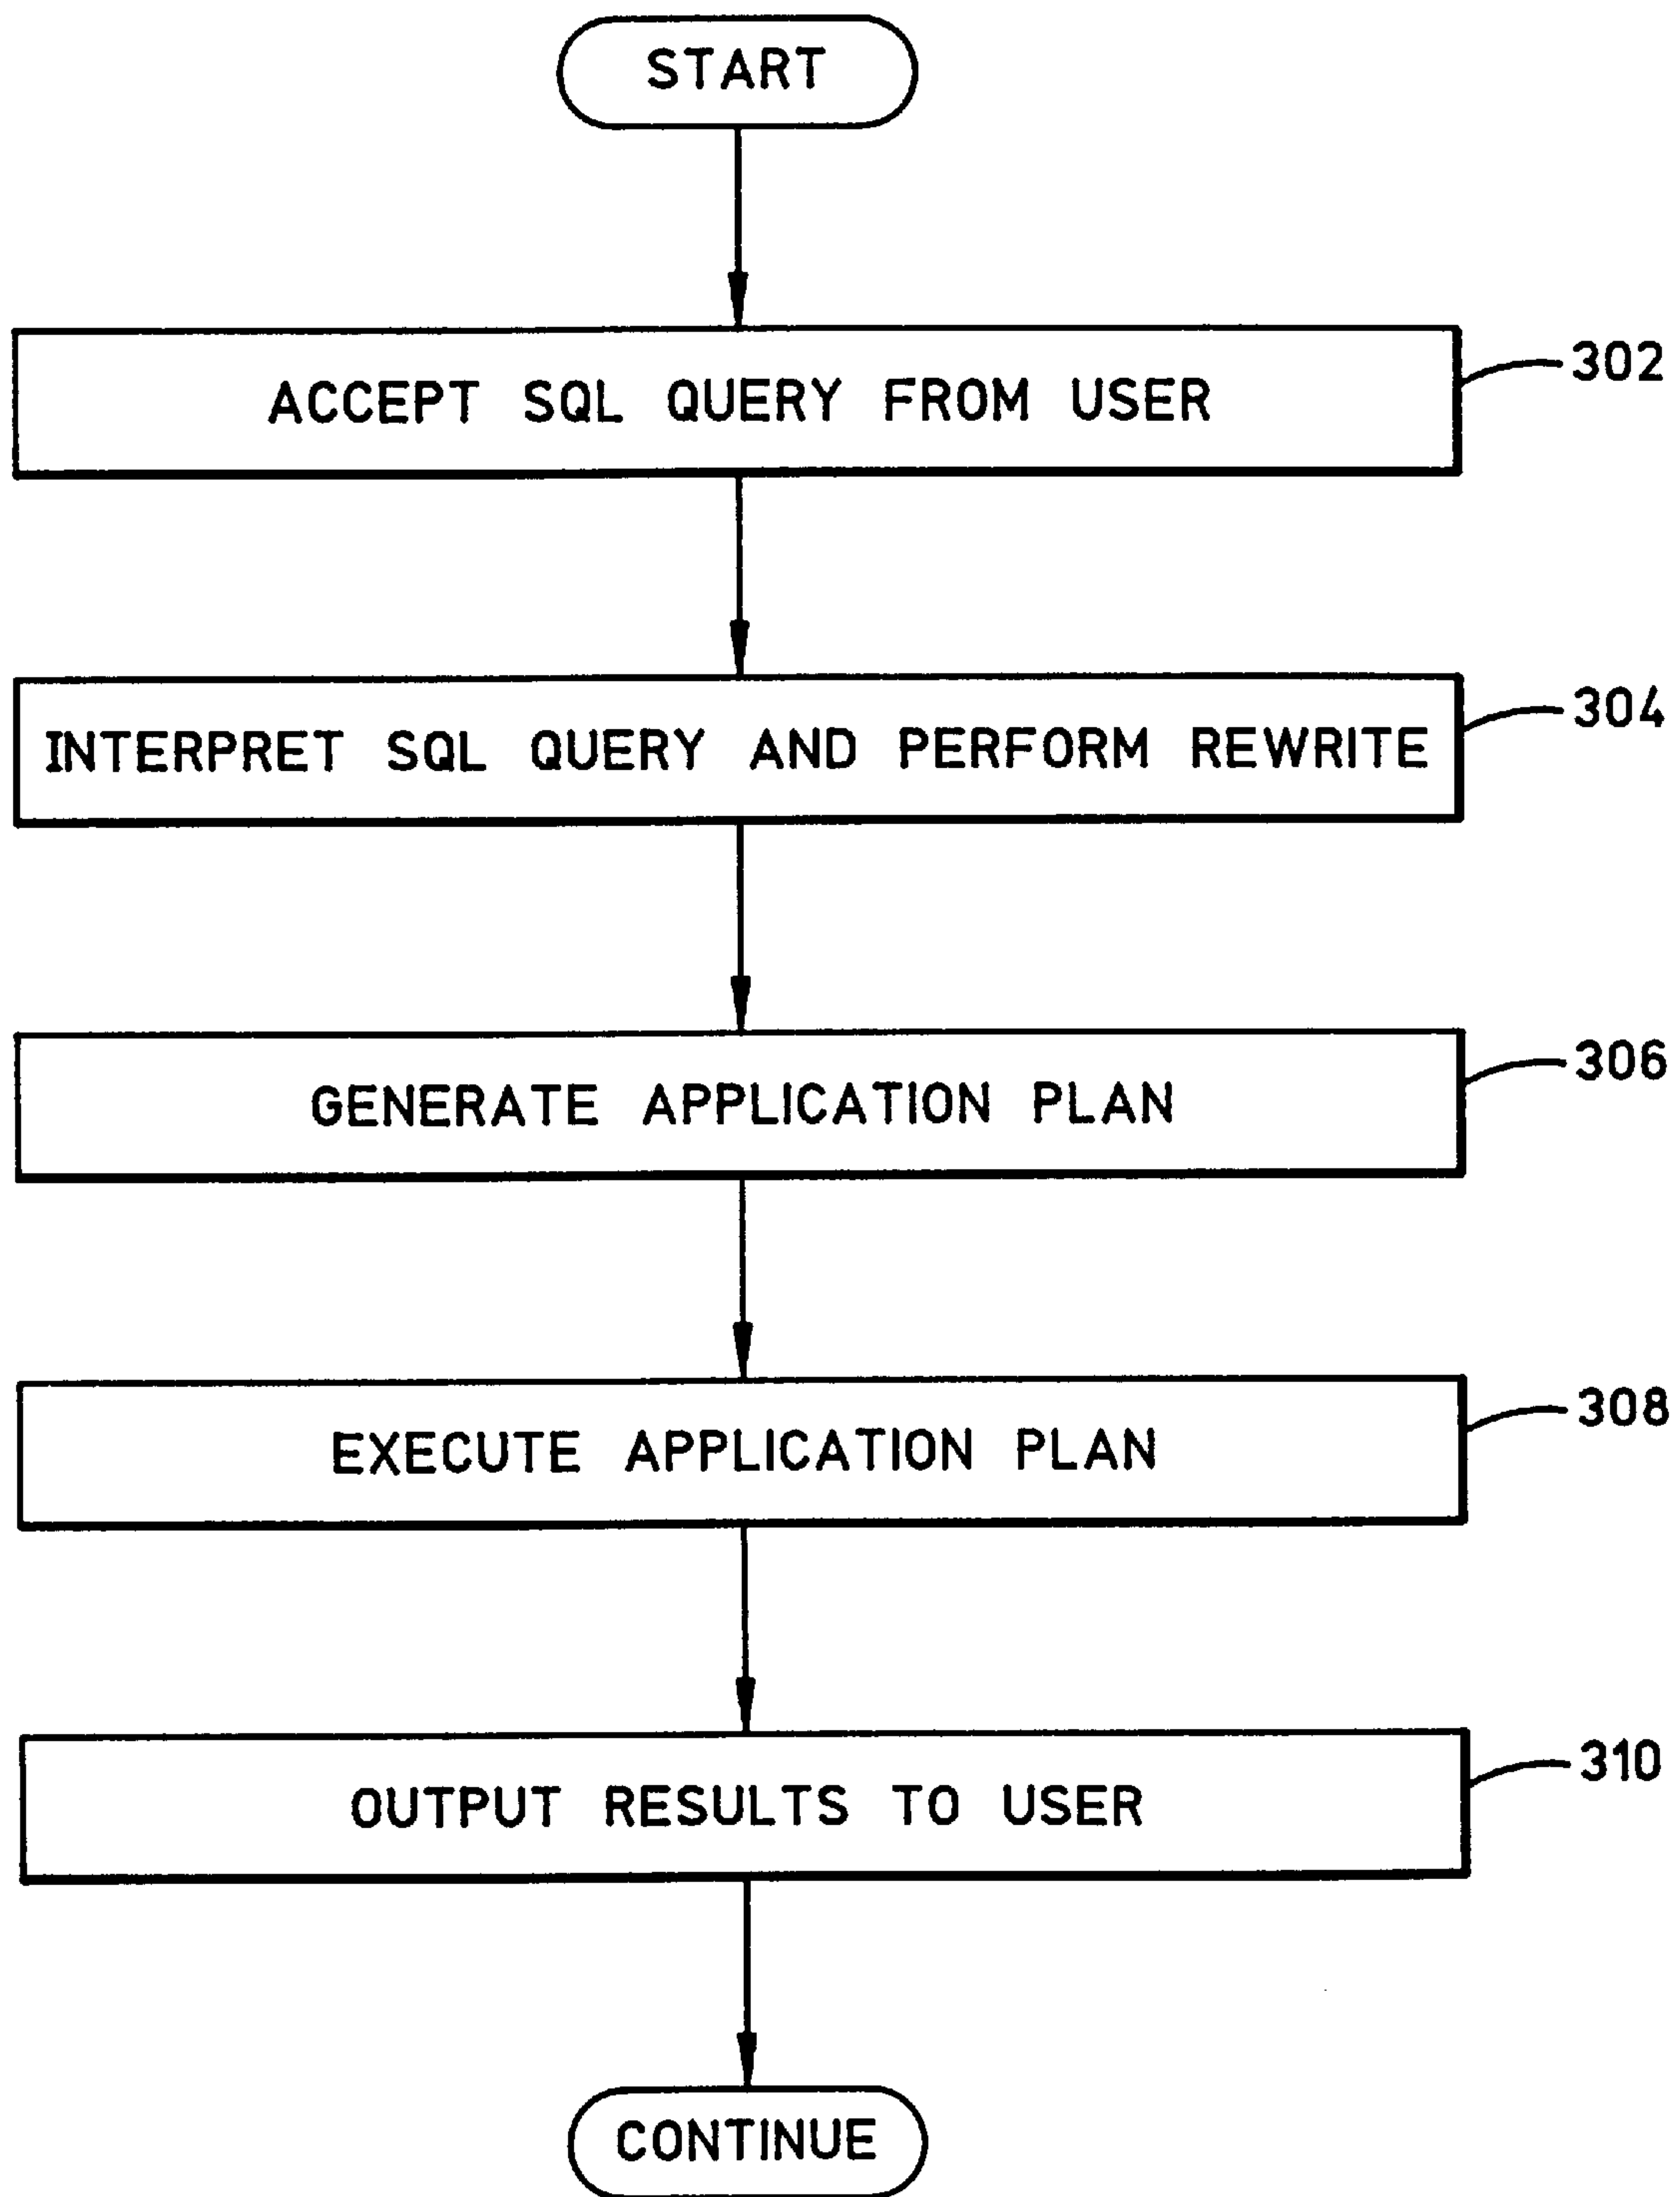 START
ACCEPT SQL QUERY FROM USER
302
INTERPRET SQL QUERY AND PERFORM REWRITE
304
GENERATE APPLICATION PLAN
306
EXECUTE APPLICATION PLAN
308
OUTPUT RESULTS TO USER
310
CONTINUE